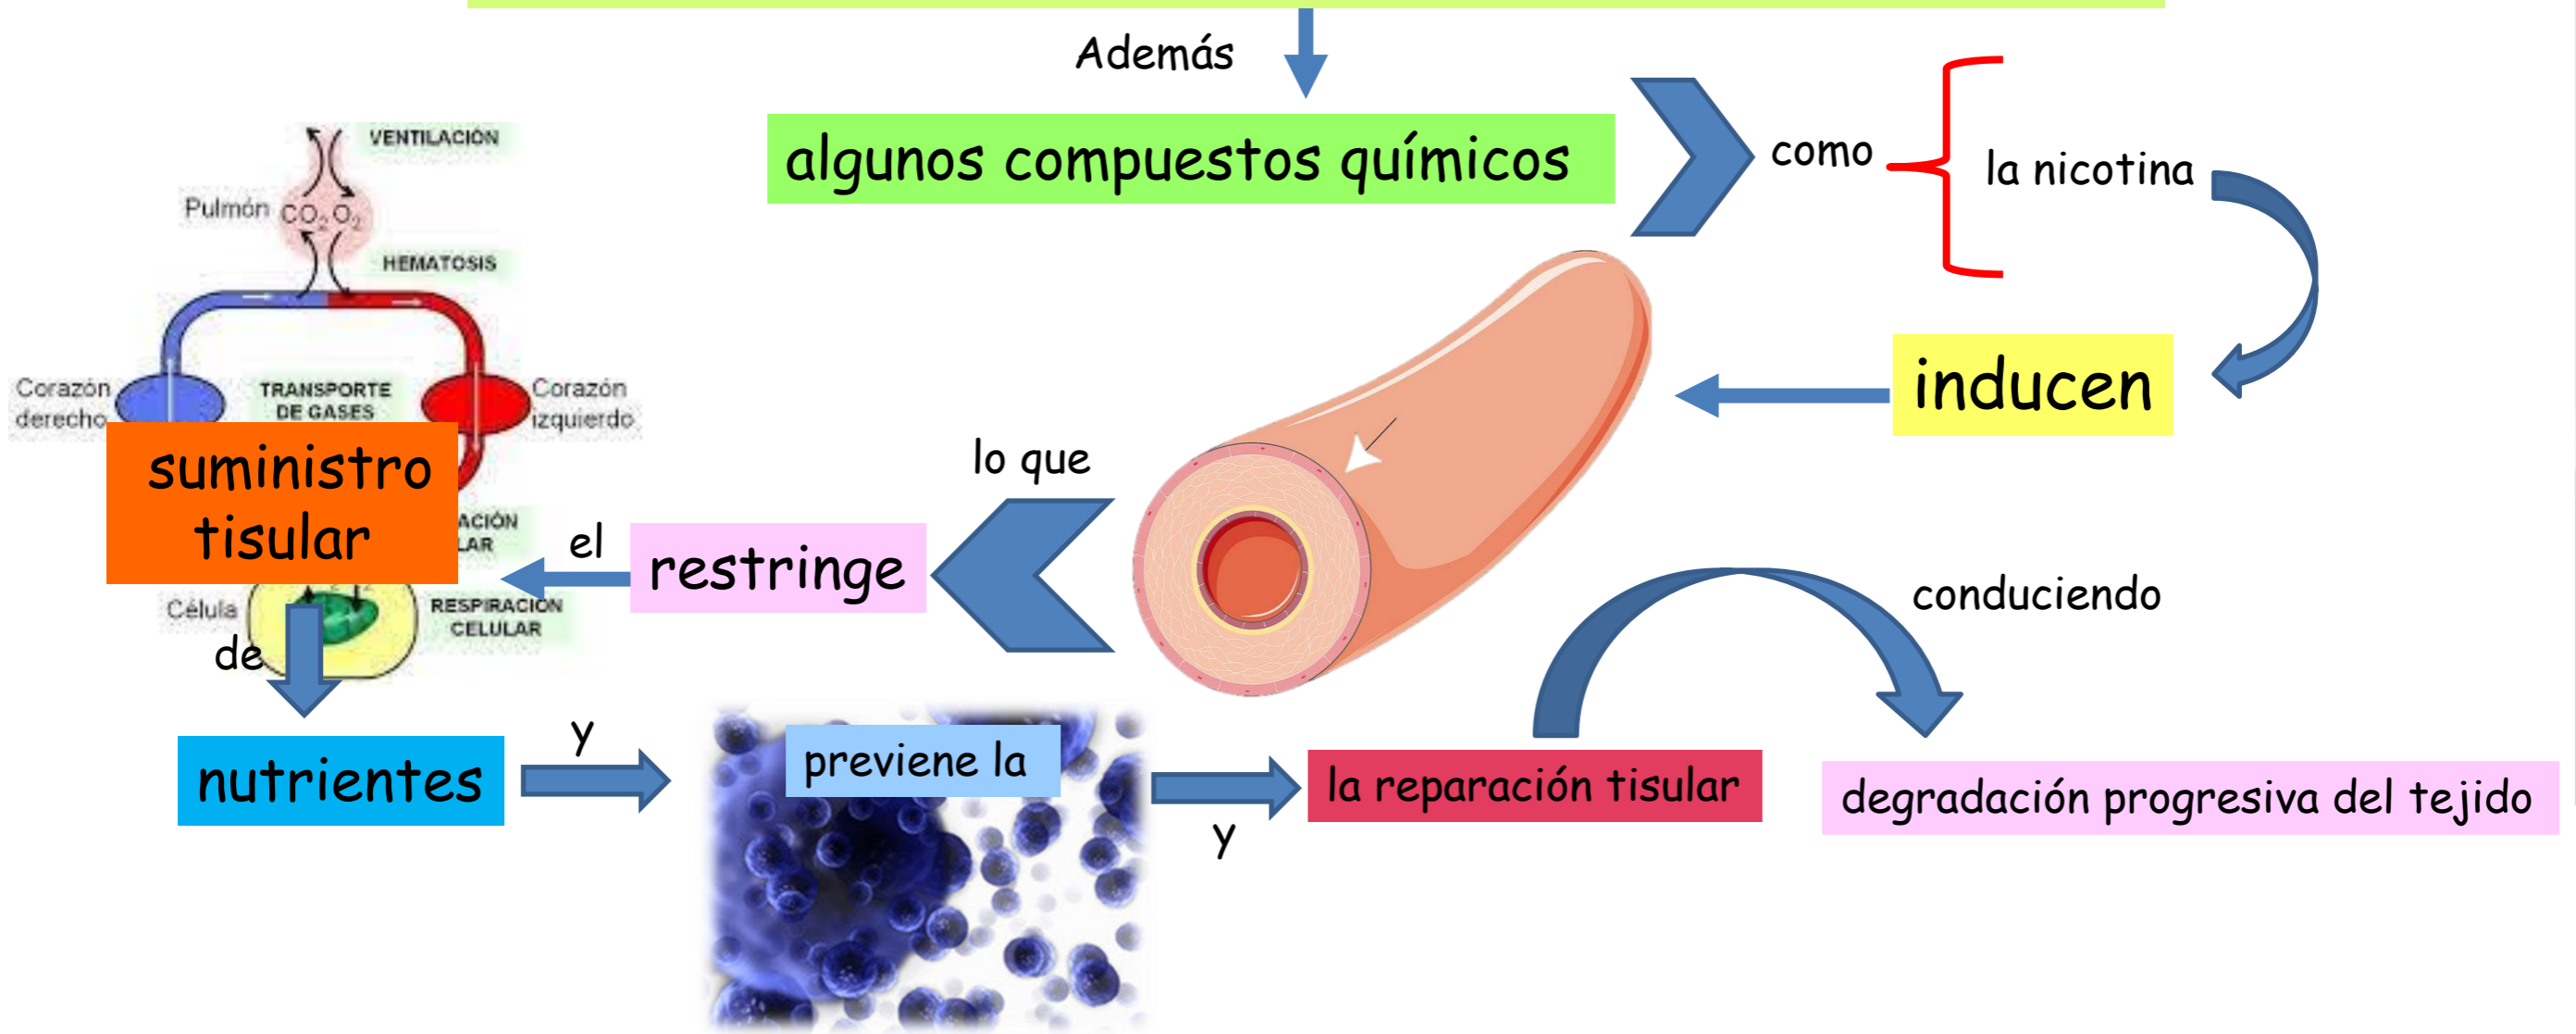 Además
algunos compuestos químicos
como
la nicotina
inducen
lo que
restringe
el
suministro
tisular
de
nutrientes
y
previene la
y
la reparación tisular
conduciendo
degradación progresiva del tejido
VENTILACIÓN
Pulmón
CO₂ O₂
HEMATOSIS
Corazón
derecho
TRANSPORTE
DE GASES
Corazón
izquierdo
ACIÓN
LAR
Célula
RESPIRACIÓN
CELULAR